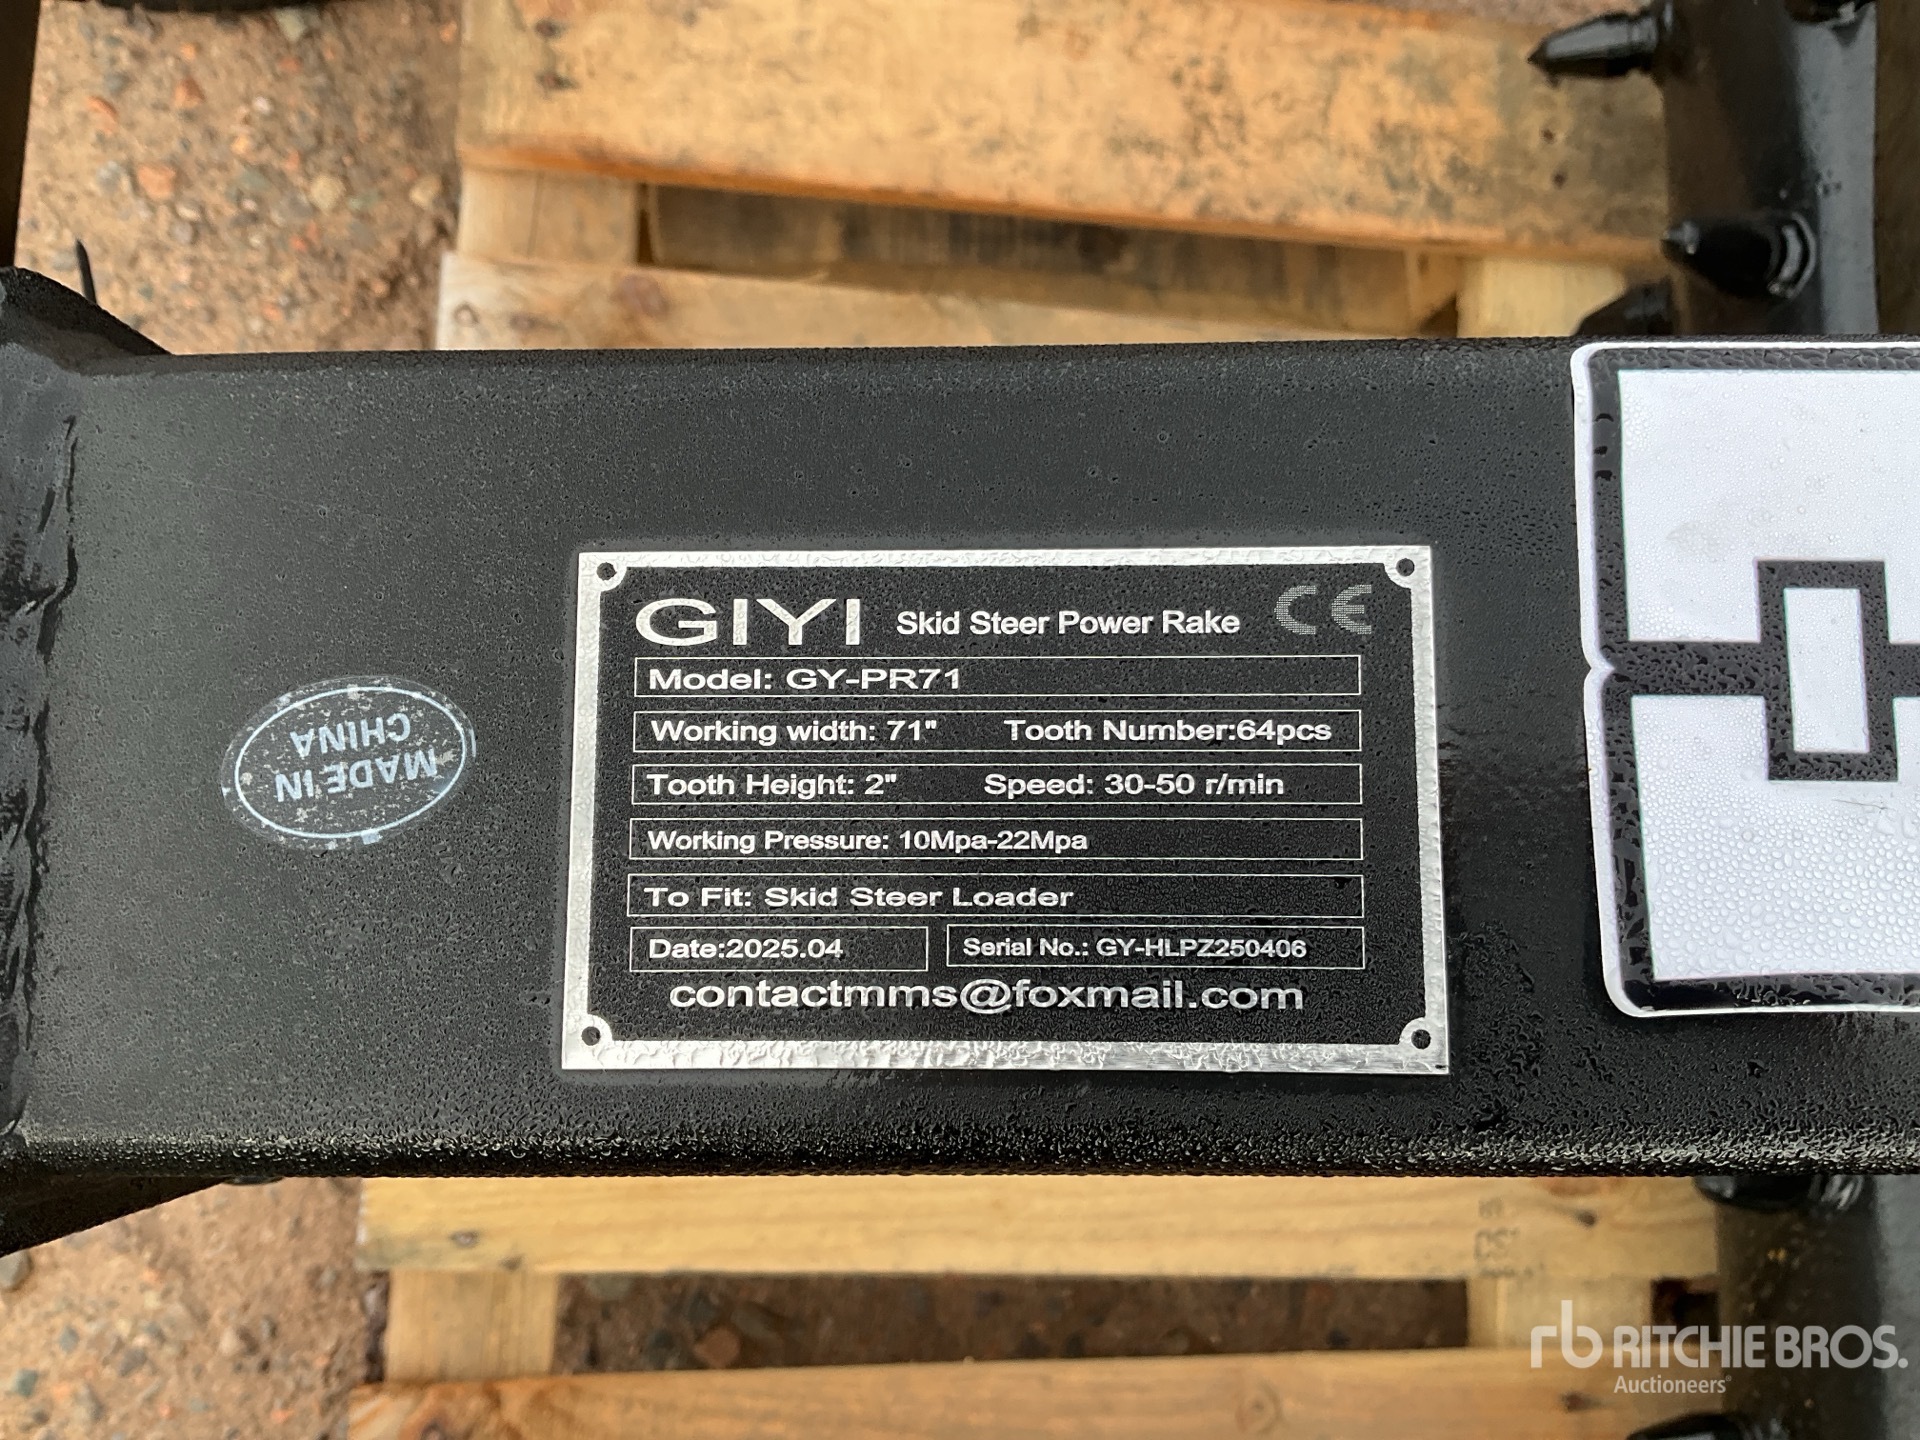 GIYI Skid Steer Power Rake CE
Model: GY-PR71
Working width: 71" Tooth Number:64pcs
Tooth Height: 2" Speed: 30-50 r/min
Working Pressure: 10Mpa-22Mpa
To Fit: Skid Steer Loader
Date:2025.04 Serial No.: GY-HLPZ250406
contactmms@foxmail.com
MADE IN
CHINA
rb RITCHIE BROS.
Auctioneers